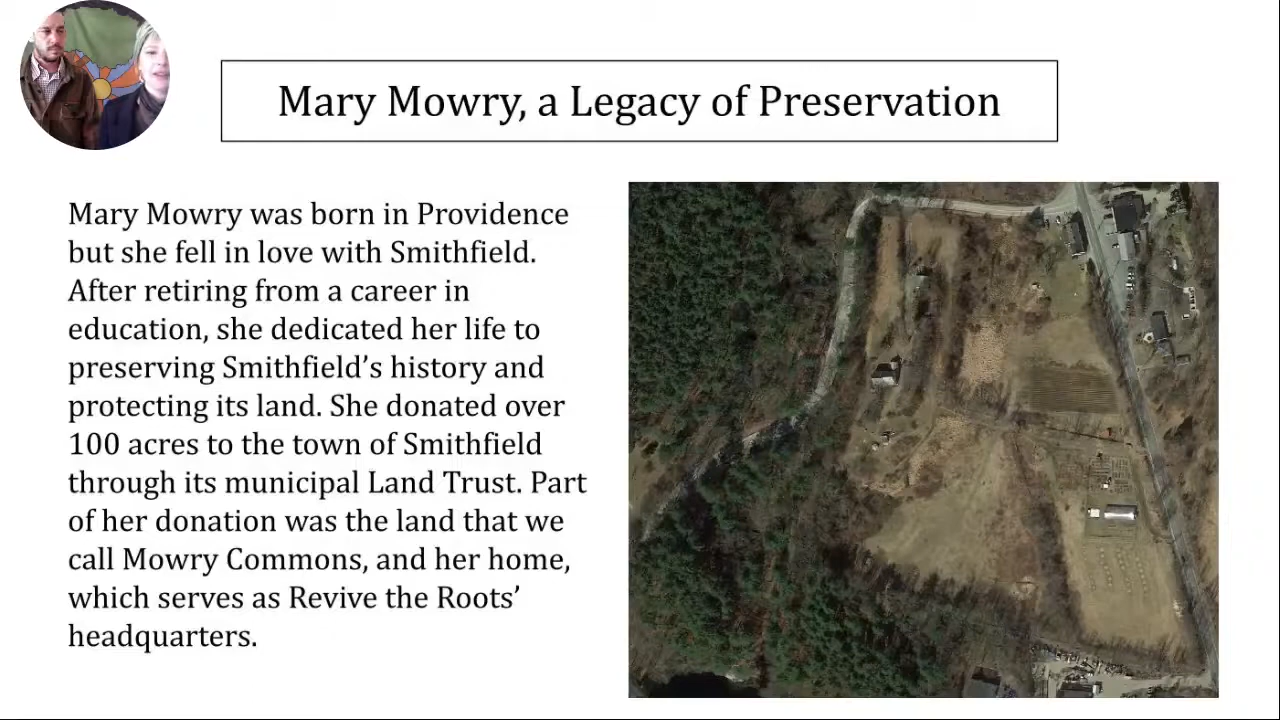 Mary Mowry, a Legacy of Preservation
Mary Mowry was born in Providence
but she fell in love with Smithfield.
After retiring from a career in
education, she dedicated her life to
preserving Smithfield’s history and
protecting its land. She donated over
100 acres to the town of Smithfield
through its municipal Land Trust. Part
of her donation was the land that we
call Mowry Commons, and her home,
which serves as Revive the Roots’
headquarters.